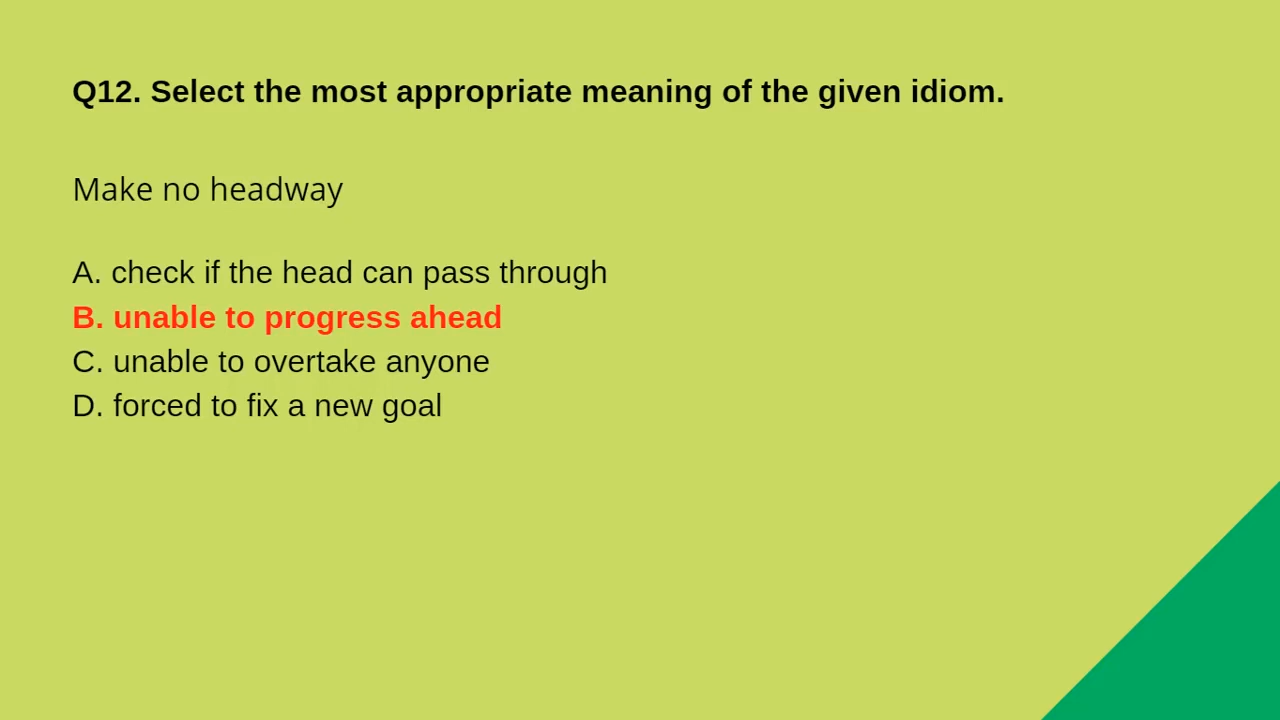 Q12. Select the most appropriate meaning of the given idiom.
Make no headway
A. check if the head can pass through
B. unable to progress ahead
C. unable to overtake anyone
D. forced to fix a new goal